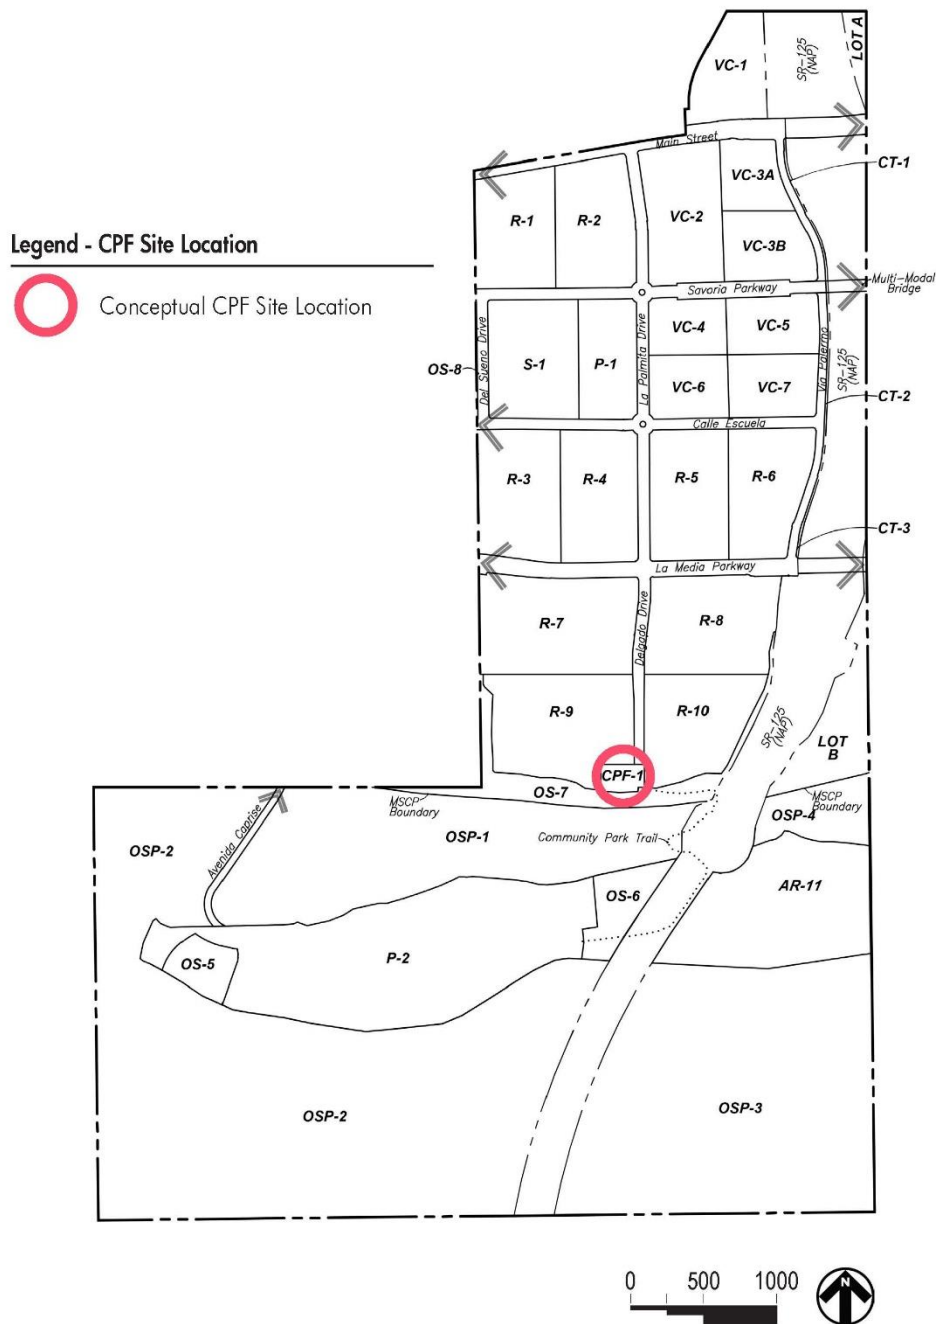 VC-1
SR-125
(NAP)
LOT A
Main Street
CT-1
R-1
R-2
VC-2
VC-3A
VC-3B
Legend - CPF Site Location
Conceptual CPF Site Location
Savoria Parkway
Multi-Modal
Bridge
OS-8
Del Sueno Drive
S-1
P-1
La Palmita Drive
VC-4
VC-5
Via Palermo
SR-125
(NAP)
VC-6
VC-7
CT-2
Calle Escuela
R-3
R-4
R-5
R-6
CT-3
La Media Parkway
R-7
Delgado Drive
R-8
R-9
R-10
SR-125
(NAP)
LOT
B
CPF-1
OS-7
MSCP
Boundary
MSCP
Boundary
OSP-4
OSP-2
Avenida Caprise
OSP-1
Community Park Trail
OS-6
AR-11
OS-5
P-2
OSP-2
OSP-3
0 500 1000
N